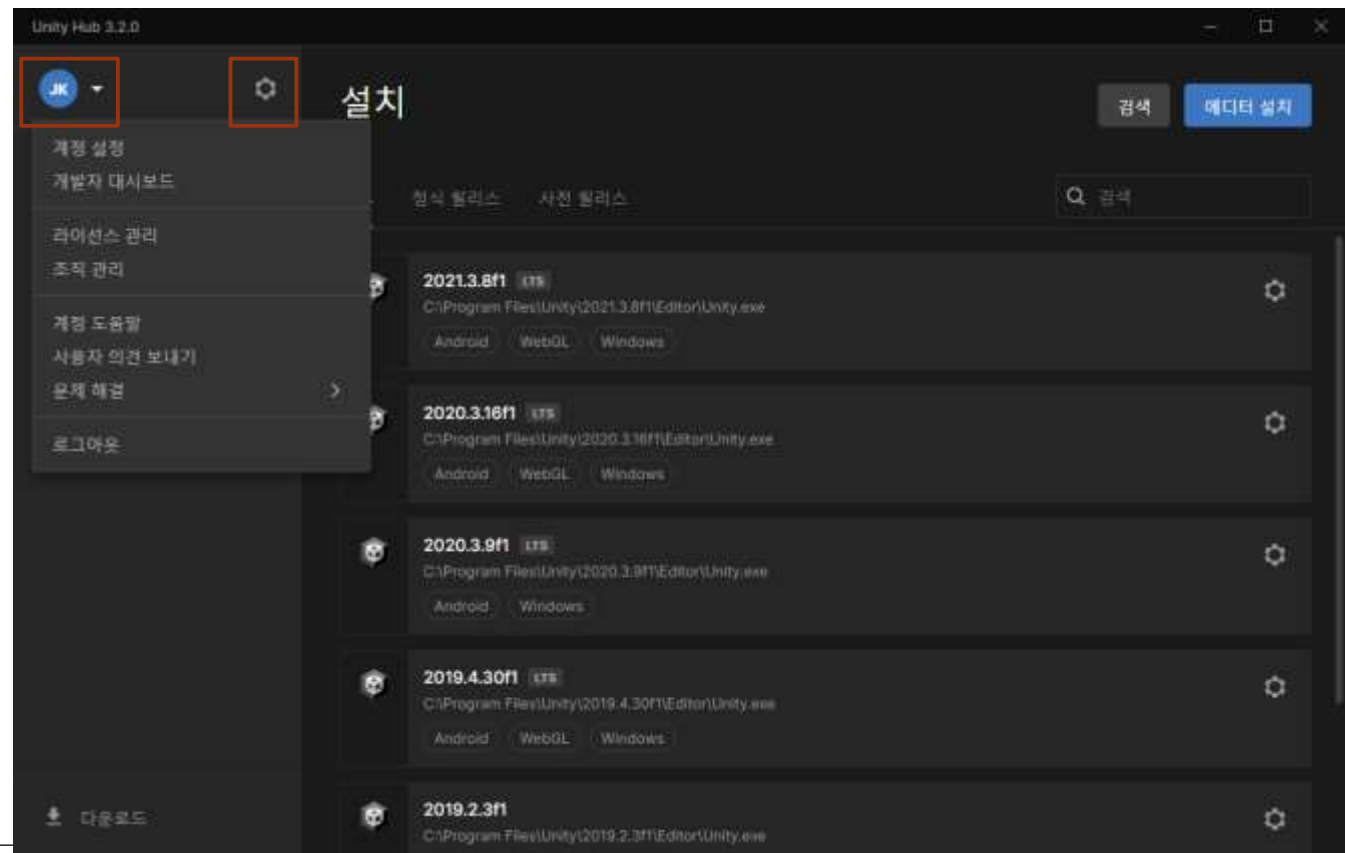 Unity Hub 3.2.0
JK
설치
검색
에디터 설치
계정 설정
개발자 대시보드
정식 릴리스
사전 릴리스
검색
라이선스 관리
조직 관리
계정 도움말
사용자 의견 보내기
문제 해결
로그아웃
2021.3.8f1 LTS
C:\Program Files\Unity\2021.3.8f1\Editor\Unity.exe
Android WebGL Windows
2020.3.16f1 LTS
C:\Program Files\Unity\2020.3.16f1\Editor\Unity.exe
Android WebGL Windows
2020.3.9f1 LTS
C:\Program Files\Unity\2020.3.9f1\Editor\Unity.exe
Android Windows
2019.4.30f1 LTS
C:\Program Files\Unity\2019.4.30f1\Editor\Unity.exe
Android WebGL Windows
다운로드
2019.2.3f1
C:\Program Files\Unity\2019.2.3f1\Editor\Unity.exe